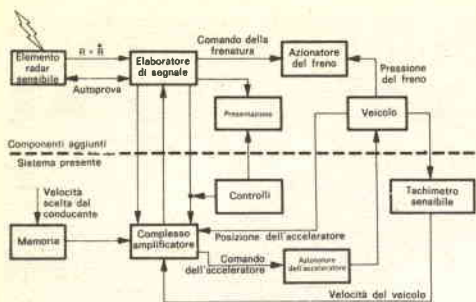 Elemento
radar
sensibile
R + Ṙ
Autoprova
Elaboratore
di segnale
Comando della
frenatura
Azionatore
del freno
Pressione
del freno
Presentazione
Veicolo
Componenti aggiunti
Sistema presente
Velocità
scelta dal
conducente
Controlli
Tachimetro
sensibile
Memoria
Complesso
amplificatore
Posizione dell'acceleratore
Comando
dell'acceleratore
Azionatore
dell'acceleratore
Velocità del veicolo